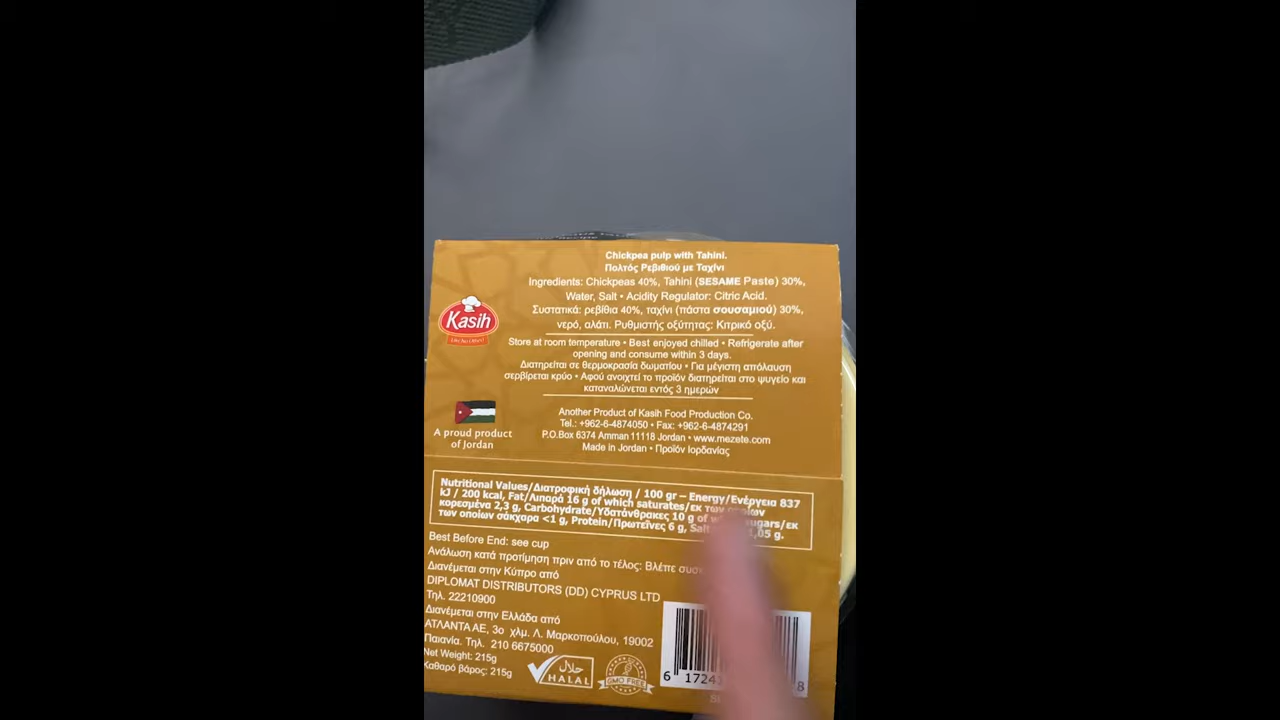 Chickpea pulp with Tahini.
Πολτός Ρεβιθιού με Ταχίνι
Ingredients: Chickpeas 40%, Tahini (SESAME Paste) 30%,
Water, Salt • Acidity Regulator: Citric Acid.
Συστατικά: ρεβίθια 40%, ταχίνι (πάστα σουσαμιού) 30%,
νερό, αλάτι. Ρυθμιστής οξύτητας: Κιτρικό οξύ.
Kasih
Store at room temperature • Best enjoyed chilled • Refrigerate after
opening and consume within 3 days.
Διατηρείται σε θερμοκρασία δωματίου • Για μέγιστη απόλαυση
σερβίρεται κρύο • Αφού ανοιχτεί το προϊόν διατηρείται στο ψυγείο και
καταναλώνεται εντός 3 ημερών
A proud product
of Jordan
Another Product of Kasih Food Production Co.
Tel.: +962-6-4874050 • Fax: +962-6-4874291
P.O.Box 6374 Amman 11118 Jordan • www.mezete.com
Made in Jordan • Προϊόν Ιορδανίας
Nutritional Values/Διατροφική δήλωση / 100 gr – Energy/Ενέργεια 837
kJ / 200 kcal, Fat/Λιπαρά 16 g of which saturates/εκ των οποίων
κορεσμένα 2,3 g, Carbohydrate/Υδατάνθρακες 10 g of sugars/εκ
των οποίων σάκχαρα <1 g, Protein/Πρωτεΐνες 6 g, 1,05 g.
Best Before End: see cup
Ανάλωση κατά προτίμηση πριν από το τέλος: Βλέπε
Διανέμεται στην Κύπρο από
DIPLOMAT DISTRIBUTORS (DD) CYPRUS LTD
Τηλ. 22210900
Διανέμεται στην Ελλάδα από
ΑΤΛΑΝΤΑ ΑΕ, 3ο χλμ. Λ. Μαρκοπούλου, 19002
Παιανία. Τηλ. 210 6675000
Net Weight: 215g
Καθαρό βάρος: 215g
حلال
HALAL
GMO FREE
6 1724 8